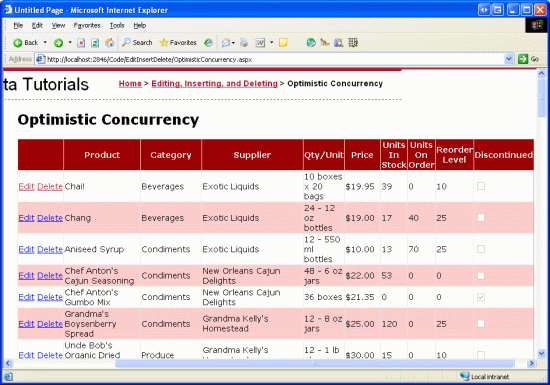 Untitled Page - Microsoft Internet Explorer
File Edit View Favorites Tools Help
Back Search Favorites
Address http://localhost:2846/Code/EditInsertDelete/OptimisticConcurrency.aspx Go
ta Tutorials
Home > Editing, Inserting, and Deleting > Optimistic Concurrency
Optimistic Concurrency
Product Category Supplier Qty/Unit Price Units In Stock Units On Order Reorder Level Discontinued
Edit Delete Chai! Beverages Exotic Liquids 10 boxes x 20 bags $19.95 39 0 10
Edit Delete Chang Beverages Exotic Liquids 24 - 12 oz bottles $19.00 17 40 25
Edit Delete Aniseed Syrup Condiments Exotic Liquids 12 - 550 ml bottles $10.00 13 70 25
Edit Delete Chef Anton's Cajun Seasoning Condiments New Orleans Cajun Delights 48 - 6 oz jars $22.00 53 0 0
Edit Delete Chef Anton's Gumbo Mix Condiments New Orleans Cajun Delights 36 boxes $21.35 0 0 0
Edit Delete Grandma's Boysenberry Spread Condiments Grandma Kelly's Homestead 12 - 8 oz jars $25.00 120 0 25
Edit Delete Uncle Bob's Organic Dried Produce Grandma Kelly's 12 - 1 lb $30.00 15 0 10
Local intranet